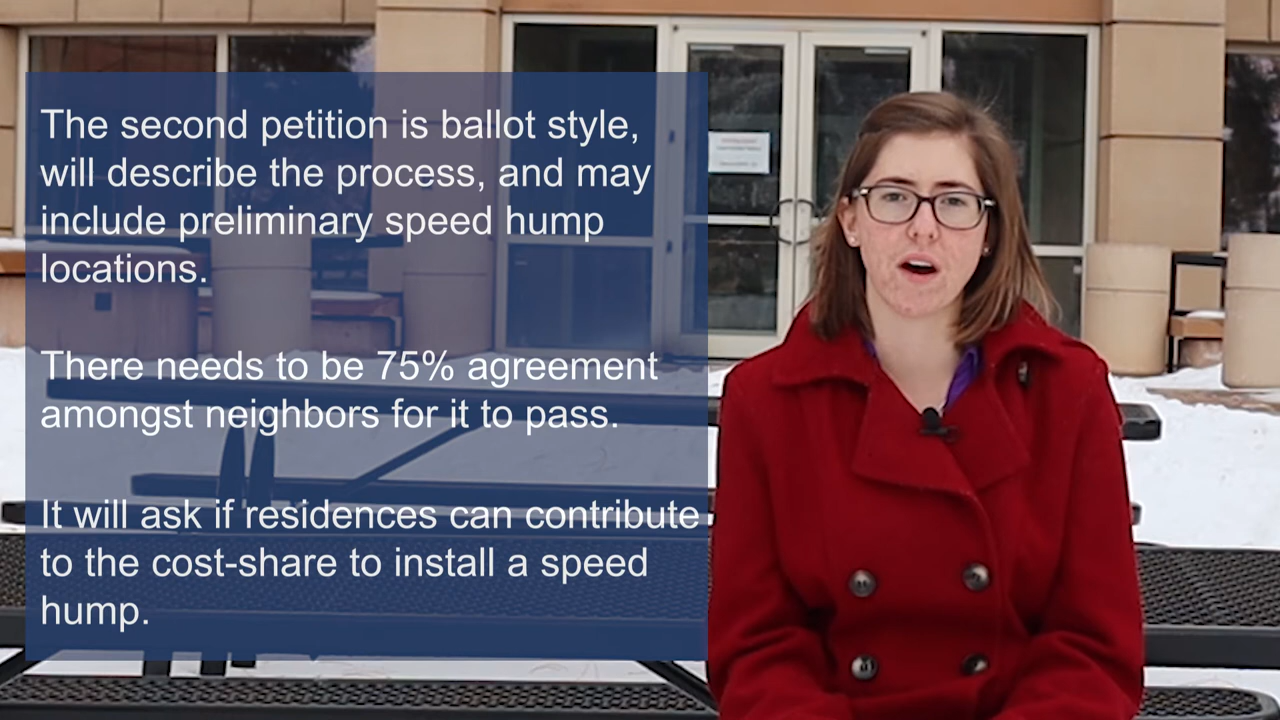 The second petition is ballot style,
will describe the process, and may
include preliminary speed hump
locations.
There needs to be 75% agreement
amongst neighbors for it to pass.
It will ask if residences can contribute
to the cost-share to install a speed
hump.